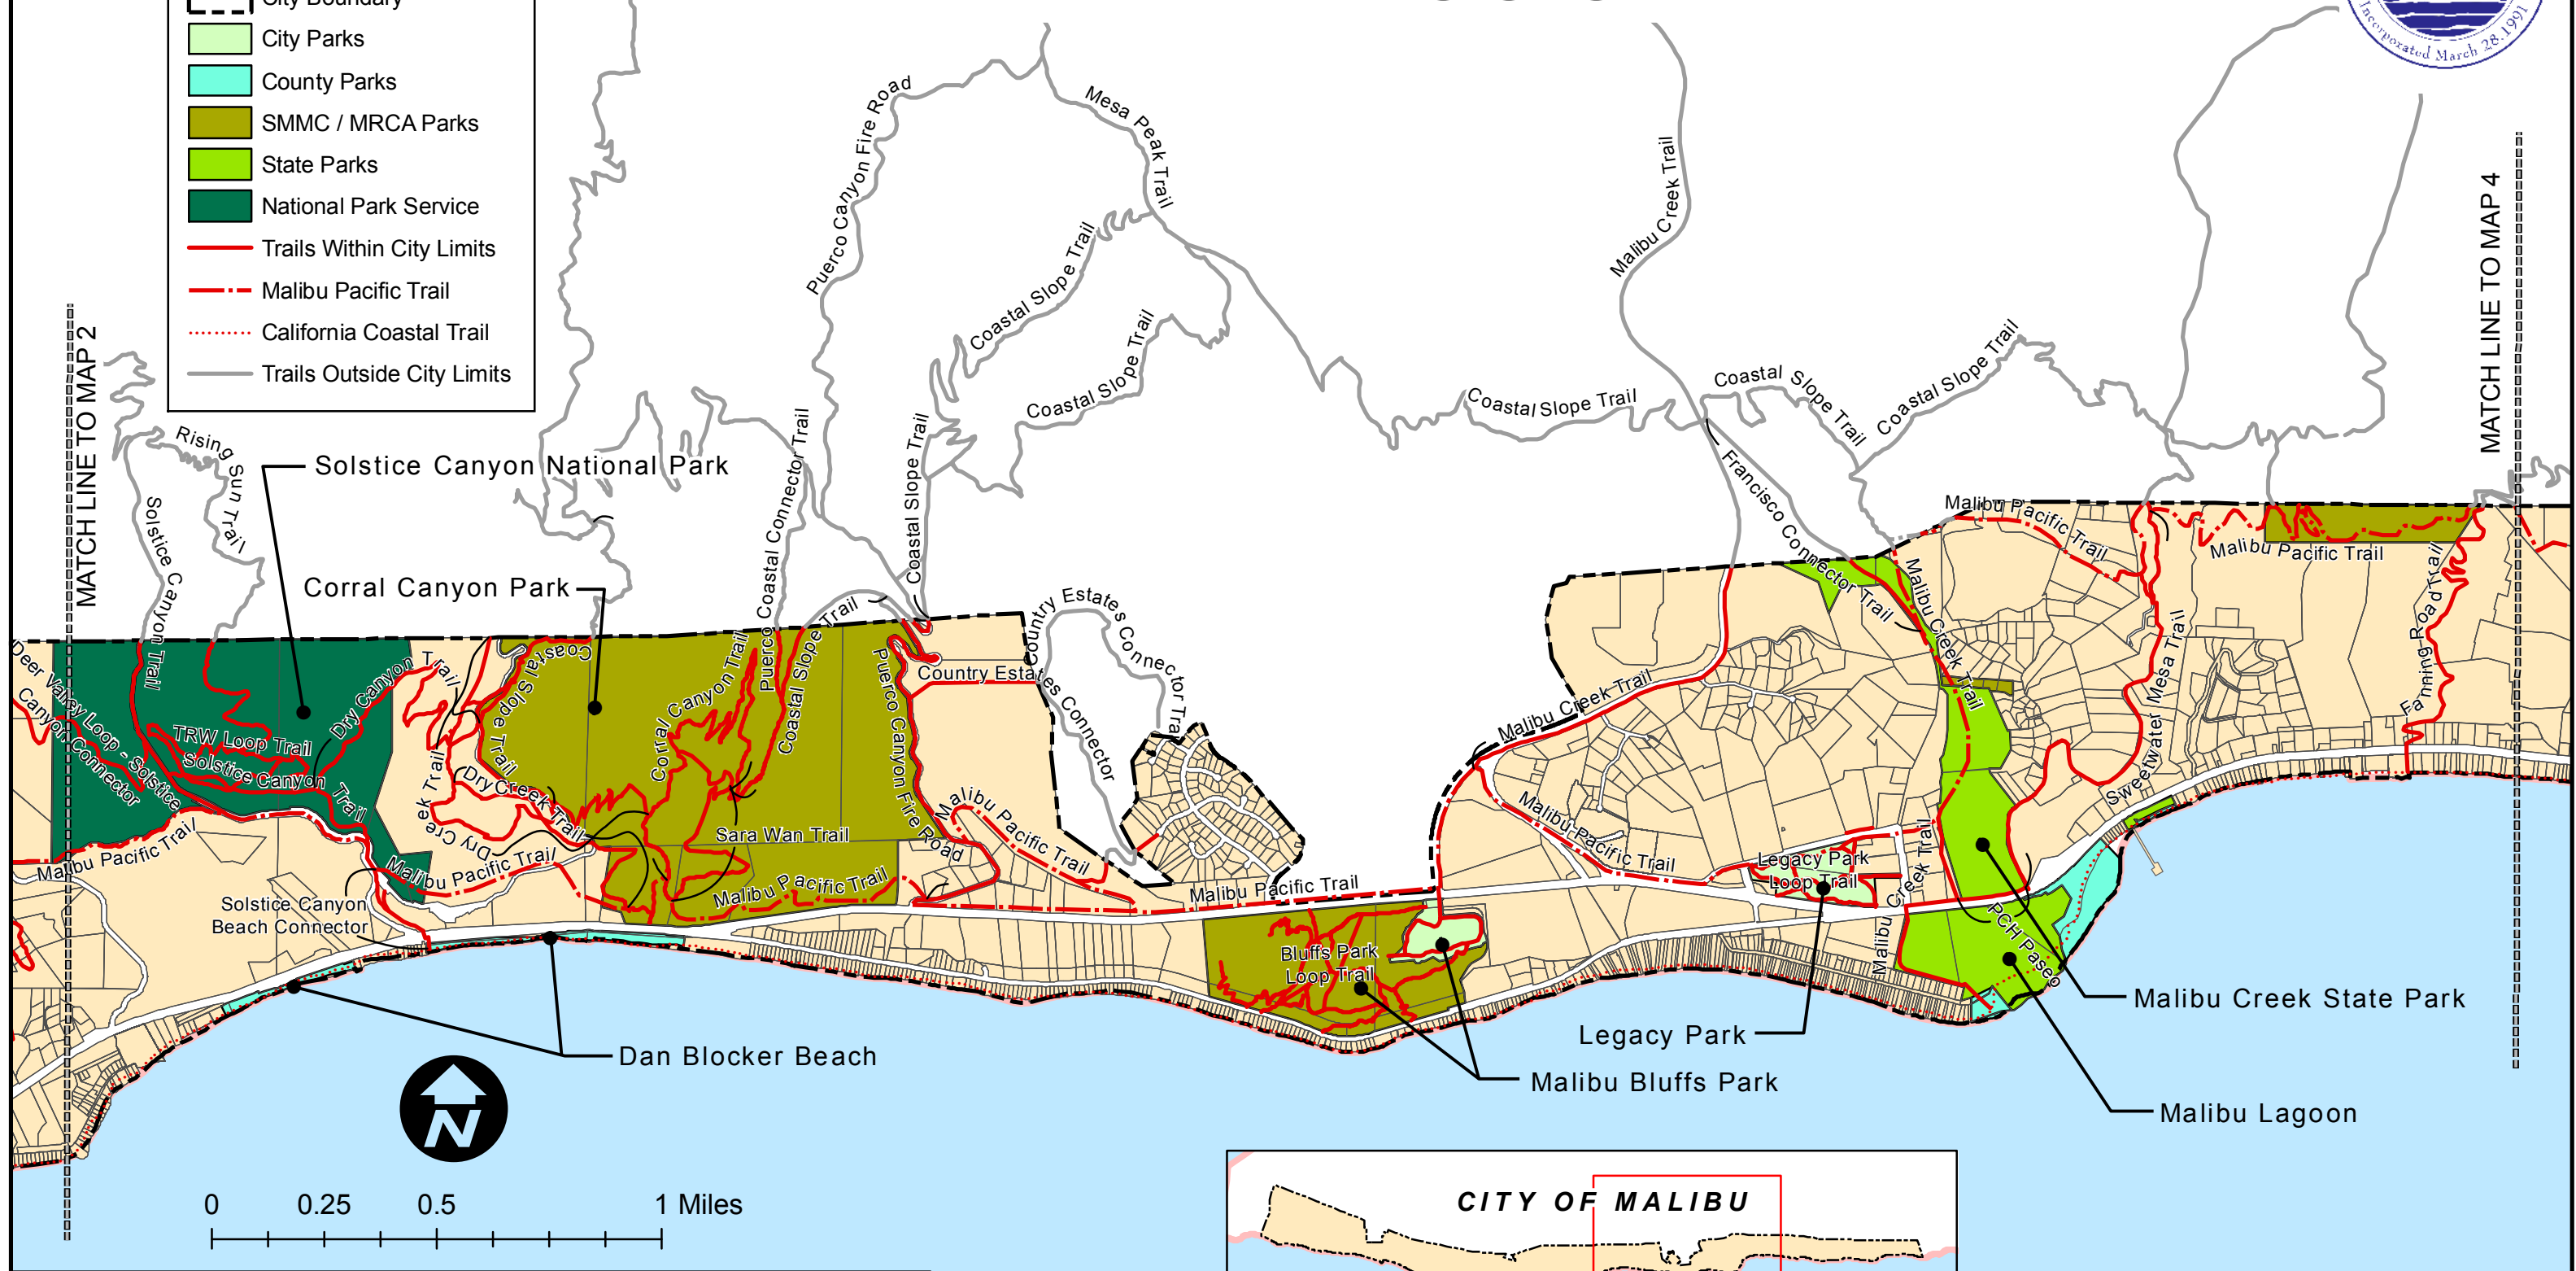 City Boundary
City Parks
County Parks
SMMC / MRCA Parks
State Parks
National Park Service
Trails Within City Limits
Malibu Pacific Trail
California Coastal Trail
Trails Outside City Limits
Incorporated March 28, 1991
MATCH LINE TO MAP 2
MATCH LINE TO MAP 4
Puerco Canyon Fire Road
Mesa Peak Trail
Malibu Creek Trail
Coastal Slope Trail
Coastal Slope Trail
Coastal Slope Trail
Coastal Slope Trail
Coastal Slope Trail
Coastal Slope Trail
Rising Sun Trail
Solstice Canyon Trail
Solstice Canyon National Park
Corral Canyon Park
Puerco Coastal Connector Trail
Francisco Connector Trail
Malibu Pacific Trail
Malibu Pacific Trail
Country Estates Connector Trail
Country Estates Connector
Deer Valley Loop - Solstice
Canyon Connector
TRW Loop Trail
Solstice Canyon Trail
Dry Canyon Trail
Coastal Slope Trail
Dry Creek Trail
Dry Creek Trail
Corral Canyon Trail
Coastal Slope Trail
Puerco Canyon Fire Road
Sara Wan Trail
Malibu Pacific Trail
Malibu Pacific Trail
Malibu Pacific Trail
Malibu Pacific Trail
Malibu Pacific Trail
Malibu Creek Trail
Malibu Pacific Trail
Malibu Creek Trail
Malibu Creek Trail
Sweetwater Mesa Trail
Fanning Road Trail
Legacy Park
Loop Trail
Bluffs Park
Loop Trail
PCH Paseo
Solstice Canyon
Beach Connector
Dan Blocker Beach
Legacy Park
Malibu Bluffs Park
Malibu Creek State Park
Malibu Lagoon
N
0 0.25 0.5 1 Miles
CITY OF MALIBU